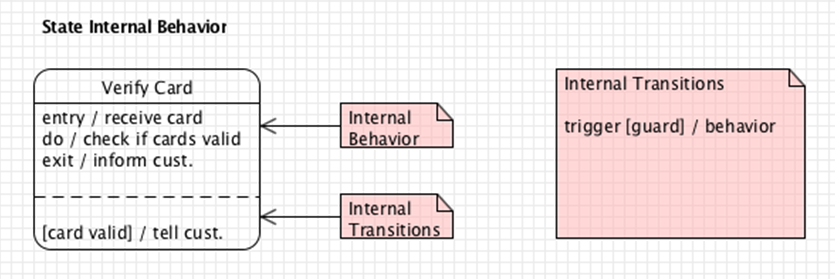 State Internal Behavior
Verify Card
entry / receive card
do / check if cards valid
exit / inform cust.
[card valid] / tell cust.
Internal
Behavior
Internal
Transitions
Internal Transitions
trigger [guard] / behavior